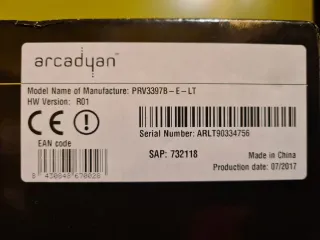 arcadyan
Model Name of Manufacture: PRV3397B-E-LT
HW Version: R01
Serial Number: ARLT90334756
EAN code
SAP: 732118
Made in China
Production date: 07/2017